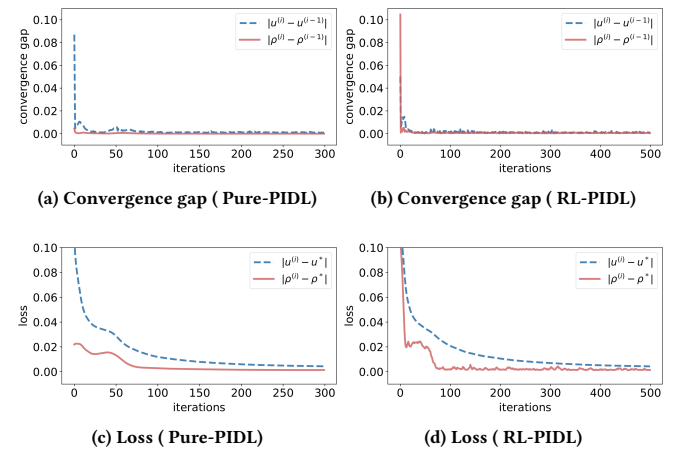 0.10
0.08
0.06
0.04
0.02
0.00
convergence gap
|u⁽ⁱ⁾ − u⁽ⁱ⁻¹⁾|
|ρ⁽ⁱ⁾ − ρ⁽ⁱ⁻¹⁾|
0 50 100 150 200 250 300
iterations
(a) Convergence gap ( Pure-PIDL)
0.10
0.08
0.06
0.04
0.02
0.00
convergence gap
|u⁽ⁱ⁾ − u⁽ⁱ⁻¹⁾|
|ρ⁽ⁱ⁾ − ρ⁽ⁱ⁻¹⁾|
0 100 200 300 400 500
iterations
(b) Convergence gap ( RL-PIDL)
0.10
0.08
0.06
0.04
0.02
0.00
loss
|u⁽ⁱ⁾ − u*|
|ρ⁽ⁱ⁾ − ρ*|
0 50 100 150 200 250 300
iterations
(c) Loss ( Pure-PIDL)
0.10
0.08
0.06
0.04
0.02
0.00
loss
|u⁽ⁱ⁾ − u*|
|ρ⁽ⁱ⁾ − ρ*|
0 100 200 300 400 500
iterations
(d) Loss ( RL-PIDL)